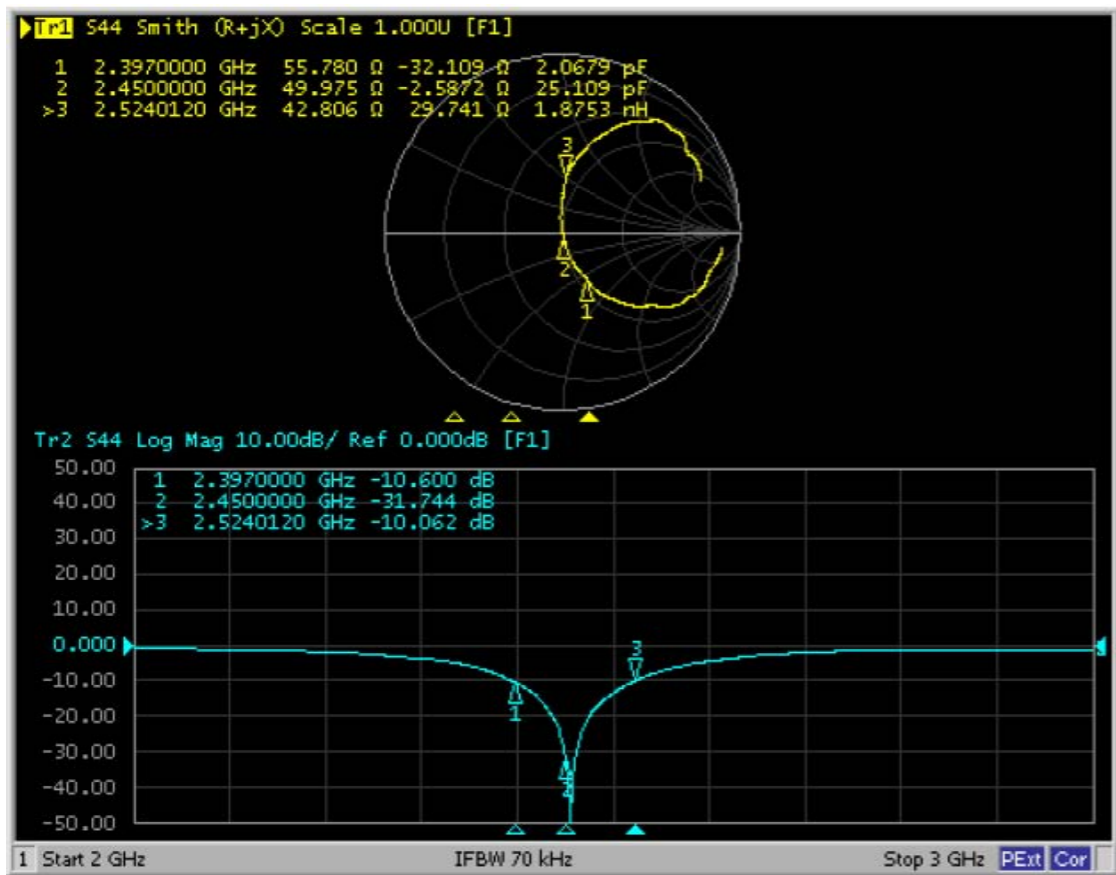 Tr1 S44 Smith (R+jX) Scale 1.000U [F1]
1 2.3970000 GHz 55.780 Ω -32.109 Ω 2.0679 pF
2 2.4500000 GHz 49.975 Ω -2.5872 Ω 25.109 pF
>3 2.5240120 GHz 42.806 Ω 29.741 Ω 1.8753 nH
3
2
1
Tr2 S44 Log Mag 10.00dB/ Ref 0.000dB [F1]
50.00
1 2.3970000 GHz -10.600 dB
40.00
2 2.4500000 GHz -31.744 dB
>3 2.5240120 GHz -10.062 dB
30.00
20.00
10.00
0.000
3
-10.00
1
-20.00
-30.00
-40.00
2
-50.00
1 Start 2 GHz IFBW 70 kHz Stop 3 GHz PExt Cor